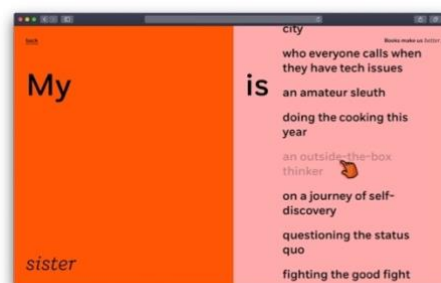 back
Books make us better
My
is
city
who everyone calls when
they have tech issues
an amateur sleuth
doing the cooking this
year
an outside-the-box
thinker
on a journey of self-
discovery
questioning the status
quo
fighting the good fight
sister